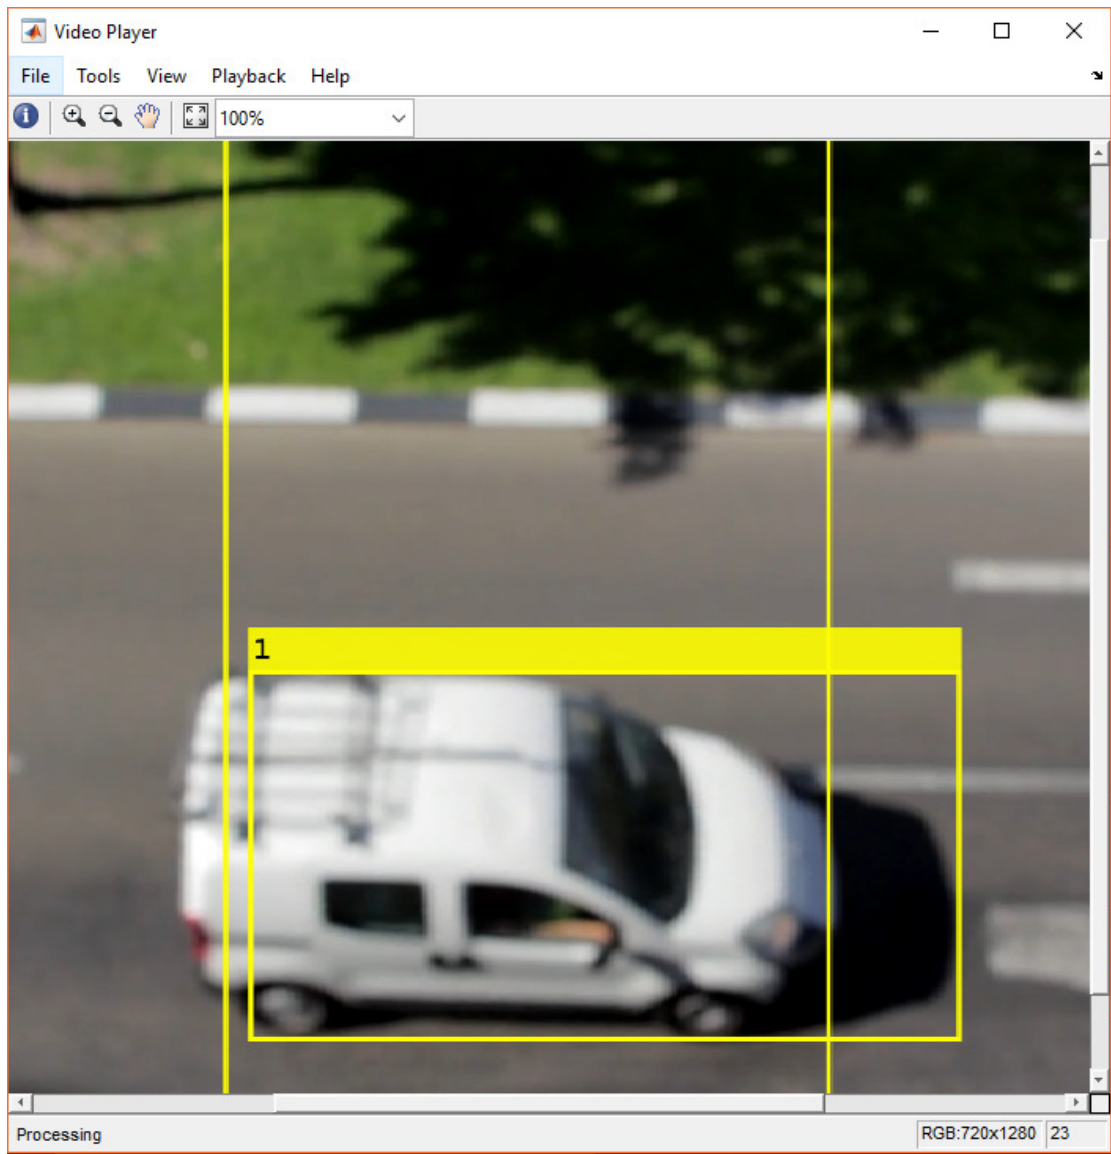 Video Player
File Tools View Playback Help
100%
1
Processing
RGB:720x1280 23